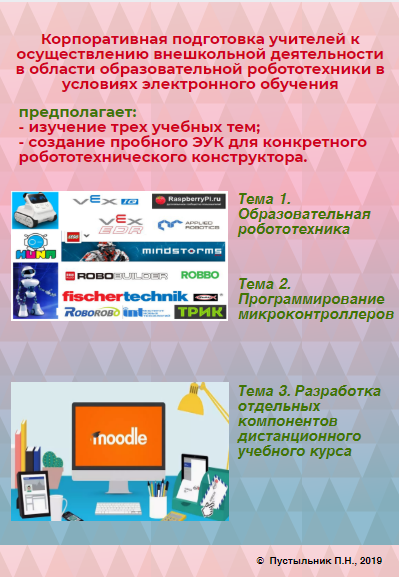 Корпоративная подготовка учителей к
осуществлению внешкольной деятельности
в области образовательной робототехники в
условиях электронного обучения
предполагает:
- изучение трех учебных тем;
- создание пробного ЭУК для конкретного
робототехнического конструктора.
VEX IQ
RaspberryPi.ru
VEX EDR
APPLIED ROBOTICS
HUNA
LEGO
mindstorms
ROBOBUILDER
ROBBO
fischertechnik
ROBOROBO
int
ТРИК
Тема 1.
Образовательная
робототехника
Тема 2.
Программирование
микроконтроллеров
moodle
Тема 3. Разработка
отдельных
компонентов
дистанционного
учебного курса
© Пустыльник П.Н., 2019